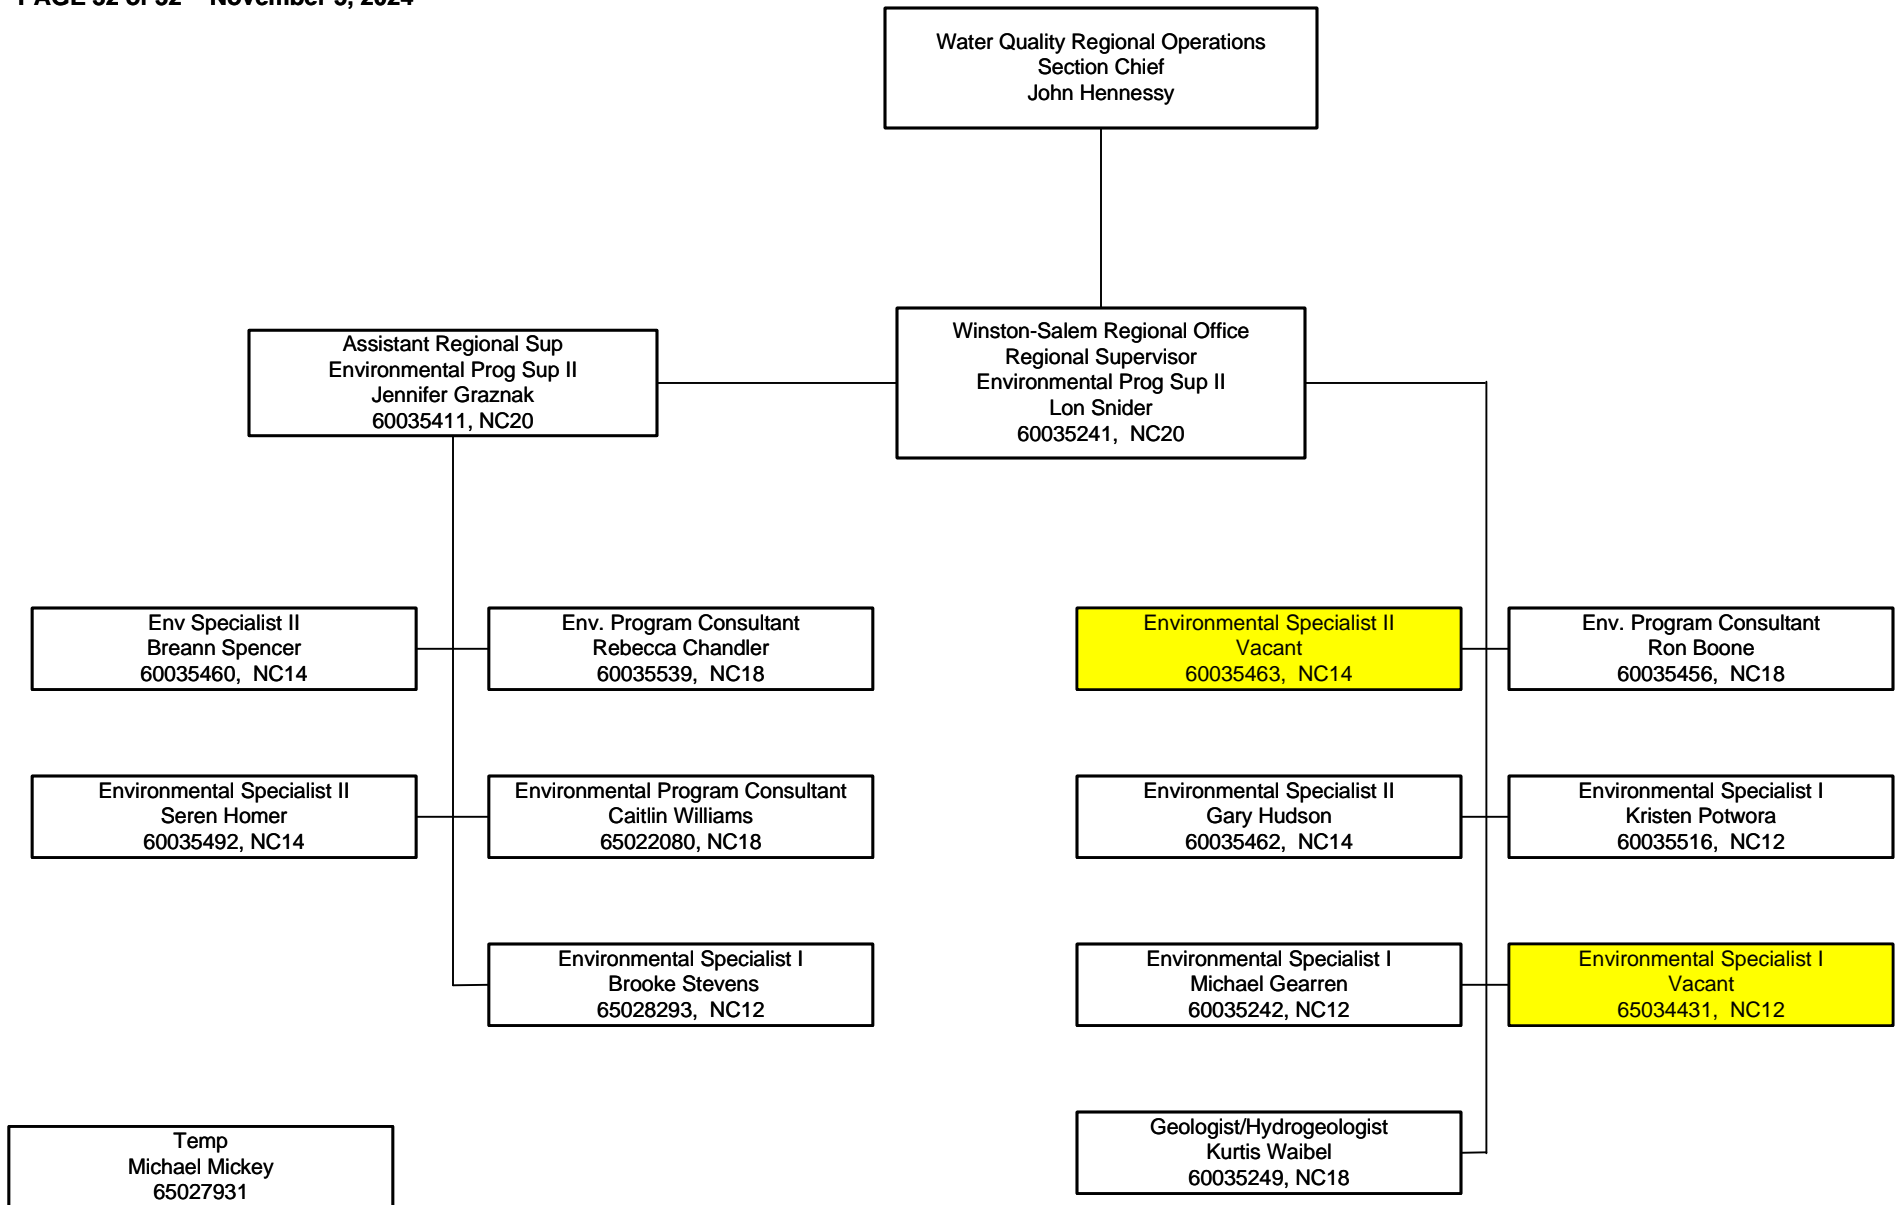 November 5, 2024
Water Quality Regional Operations
Section Chief
John Hennessy
Assistant Regional Sup
Environmental Prog Sup II
Jennifer Graznak
60035411, NC20
Winston-Salem Regional Office
Regional Supervisor
Environmental Prog Sup II
Lon Snider
60035241, NC20
Env Specialist II
Breann Spencer
60035460, NC14
Env. Program Consultant
Rebecca Chandler
60035539, NC18
Environmental Specialist II
Vacant
60035463, NC14
Env. Program Consultant
Ron Boone
60035456, NC18
Environmental Specialist II
Seren Homer
60035492, NC14
Environmental Program Consultant
Caitlin Williams
65022080, NC18
Environmental Specialist II
Gary Hudson
60035462, NC14
Environmental Specialist I
Kristen Potwora
60035516, NC12
Environmental Specialist I
Brooke Stevens
65028293, NC12
Environmental Specialist I
Michael Gearren
60035242, NC12
Environmental Specialist I
Vacant
65034431, NC12
Temp
Michael Mickey
65027931
Geologist/Hydrogeologist
Kurtis Waibel
60035249, NC18